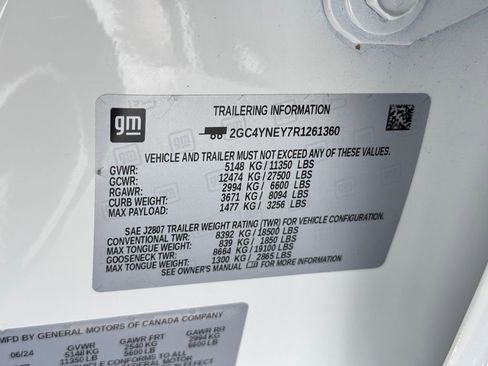 gm
TRAILERING INFORMATION
2GC4YNEY7R1261360
VEHICLE AND TRAILER MUST NOT EXCEED ANY OF THESE VALUES.
GVWR: 5148 KG/11350 LBS
GCWR: 12474 KG/27500 LBS
RGAWR: 2994 KG/ 6600 LBS
CURB WEIGHT: 3671 KG/ 8094 LBS
MAX PAYLOAD: 1477 KG/ 3256 LBS
SAE J2807 TRAILER WEIGHT RATING (TWR) FOR VEHICLE CONFIGURATION.
CONVENTIONAL TWR: 8392 KG/18500 LBS
MAX TONGUE WEIGHT: 839 KG/ 1850 LBS
GOOSENECK TWR: 8664 KG/19100 LBS
MAX TONGUE WEIGHT: 1300 KG/ 2865 LBS
SEE OWNER'S MANUAL FOR MORE INFORMATION
MFD BY GENERAL MOTORS OF CANADA COMPANY
06/24 GVWR GAWR FRT GAWR RR
5148 KG 2540 KG 2994 KG
11350 LB 5600 LB 6600 LB
VEHICLE CONFORMS TO ALL